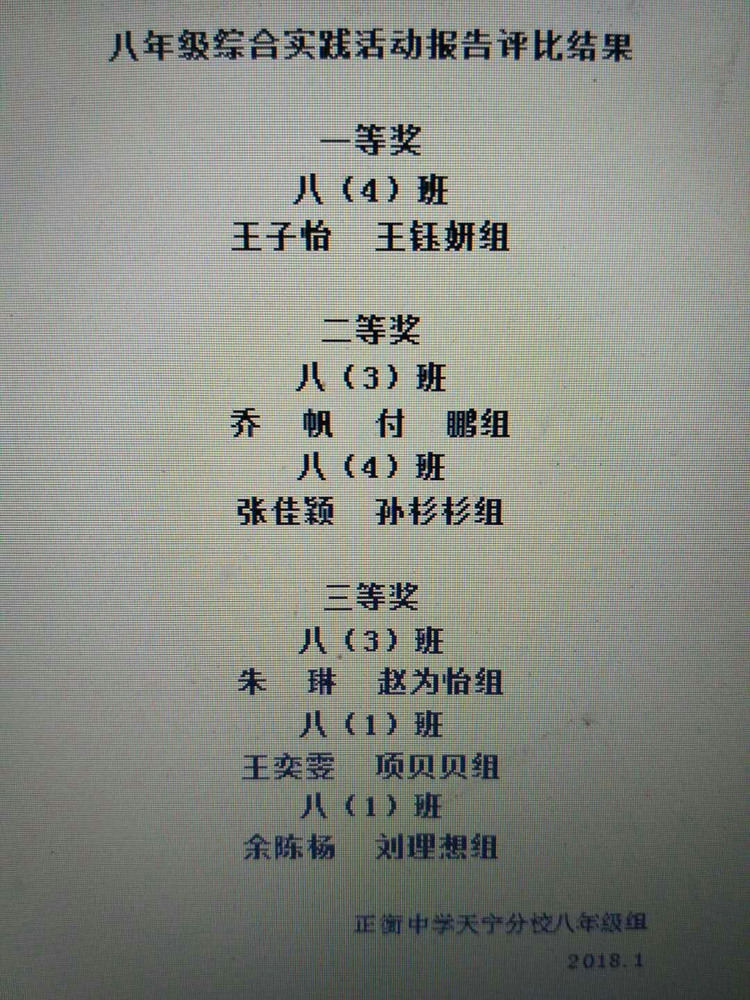 八年级综合实践活动报告评比结果
一等奖
八（4）班
王子怡 王钰妍组
二等奖
八（3）班
乔 帆 付 鹏组
八（4）班
张佳颖 孙杉杉组
三等奖
八（3）班
朱 琳 赵为怡组
八（1）班
王奕雯 项贝贝组
八（1）班
余陈杨 刘理想组
正衡中学天宁分校八年级组
2018.1